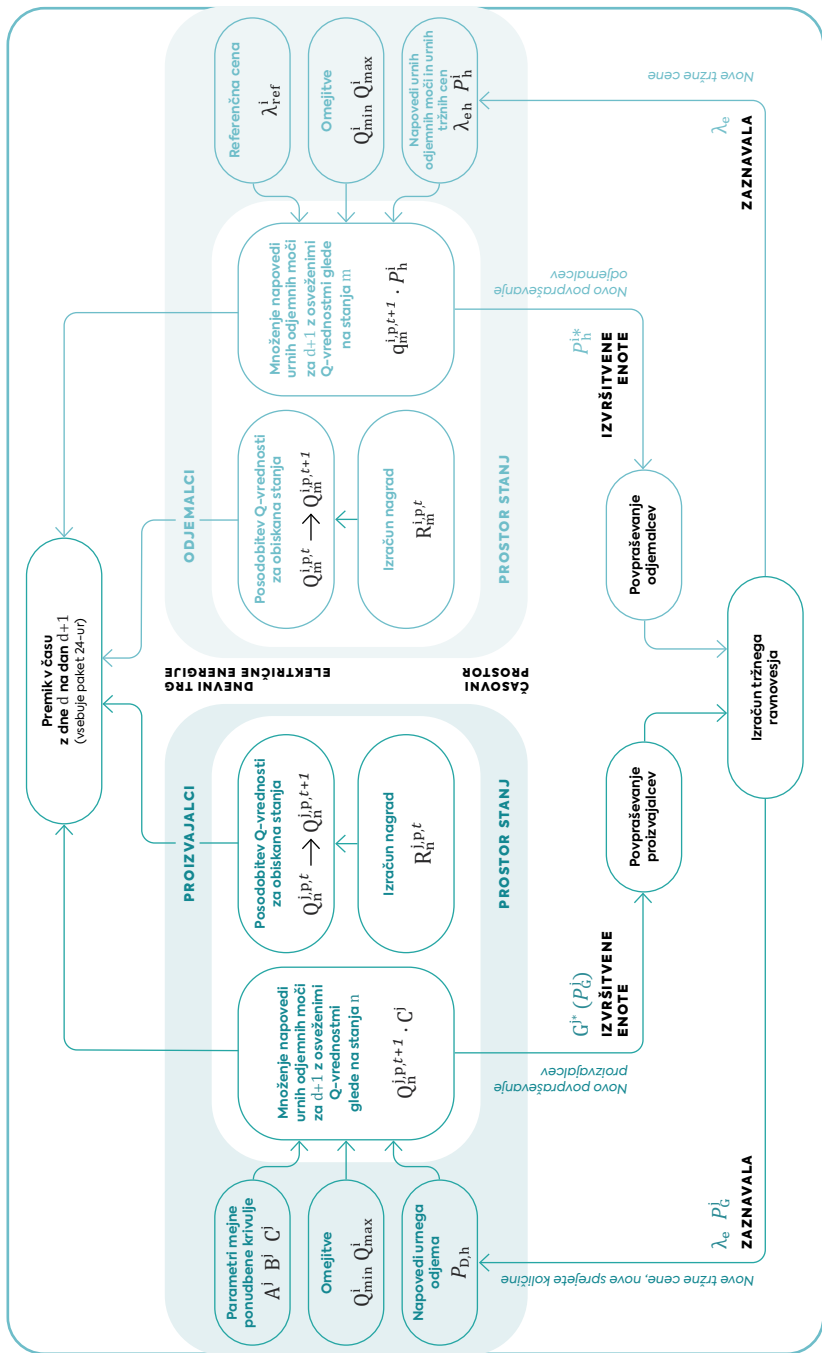 Premik v času
z dne d na dan d+1
(vsebuje paket 24-ur)
PROIZVAJALCI
DNEVNI TRG
ELEKTRIČNE ENERGIJE
ODJEMALCI
Parametri mejne
ponudbene krivulje
A^j B^j C^j
Omejitve
Q^i_min Q^i_max
Napovedi urnega
odjema
P_D,h
Množenje napovedi
urnih odjemnih moči
za d+1 z osveženimi
Q-vrednostmi
glede na stanja n
Q_n^j,p,t+1 · C^j
Posodobitev Q-vrednosti
za obiskana stanja
Q_n^j,p,t → Q_n^j,p,t+1
Izračun nagrad
R_n^j,p,t
PROSTOR STANJ
ČASOVNI
PROSTOR
Posodobitev Q-vrednosti
za obiskana stanja
Q_m^i,p,t → Q_m^i,p,t+1
Izračun nagrad
R_m^i,p,t
PROSTOR STANJ
Množenje napovedi
urnih odjemnih moči
za d+1 z osveženimi
Q-vrednostmi glede
na stanja m
q_m^i,p,t+1 · P_h^i
Referenčna cena
λ^i_ref
Omejitve
Q^i_min Q^i_max
Napovedi urnih
odjemnih moči in urnih
tržnih cen
λ_eh P_h^i
Novo povpraševanje
proizvajalcev
G^j* (P_G^j)
IZVRŠITVENE
ENOTE
Povpraševanje
proizvajalcev
Povpraševanje
odjemalcev
P_h^i*
IZVRŠITVENE
ENOTE
Novo povpraševanje
odjemalcev
Izračun tržnega
ravnovesja
Nove tržne cene, nove, sprejete količine
λ_e P_G^j
ZAZNAVALA
λ_e
ZAZNAVALA
Nove tržne cene